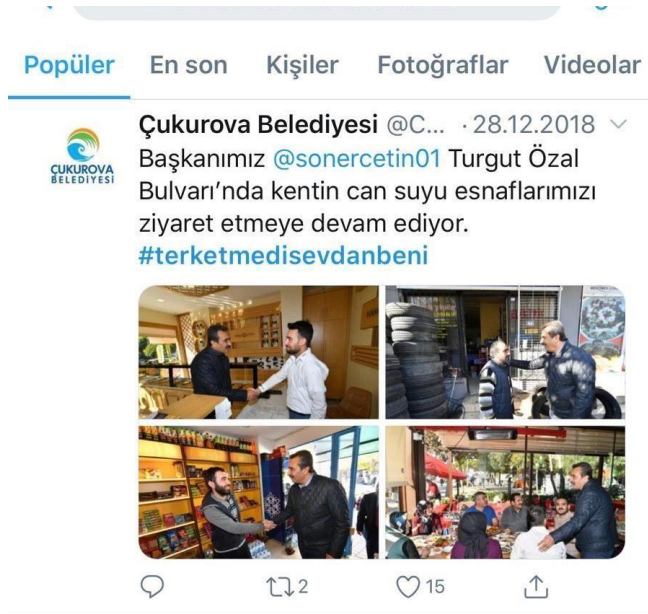 Popüler En son Kişiler Fotoğraflar Videolar
Çukurova Belediyesi @C... · 28.12.2018
ÇUKUROVA
BELEDİYESİ
Başkanımız @sonercetin01 Turgut Özal
Bulvarı’nda kentin can suyu esnaflarımızı
ziyaret etmeye devam ediyor.
#terketmedisevdanbeni
2 15